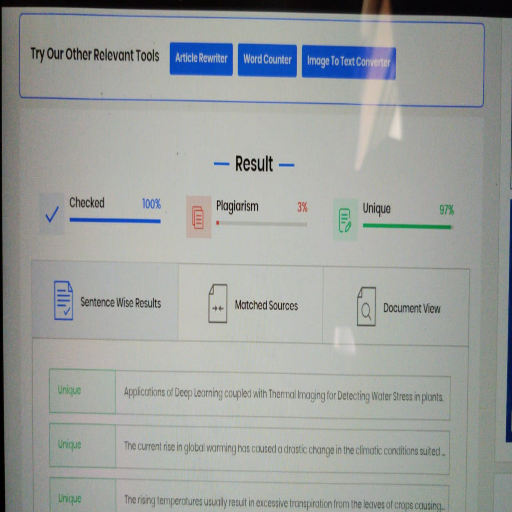 Try Our Other Relevant Tools Article Rewriter Word Counter Image To Text Converter
Result
Checked 100% Plagiarism 3% Unique 97%
Sentence Wise Results Matched Sources Document View
Unique Applications of Deep Learning coupled with Thermal Imaging for Detecting Water Stress in plants.
Unique The current rise in global warming has caused a drastic change in the climatic conditions suited...
Unique The rising temperatures usually result in excessive transpiration from the leaves of crops causing...